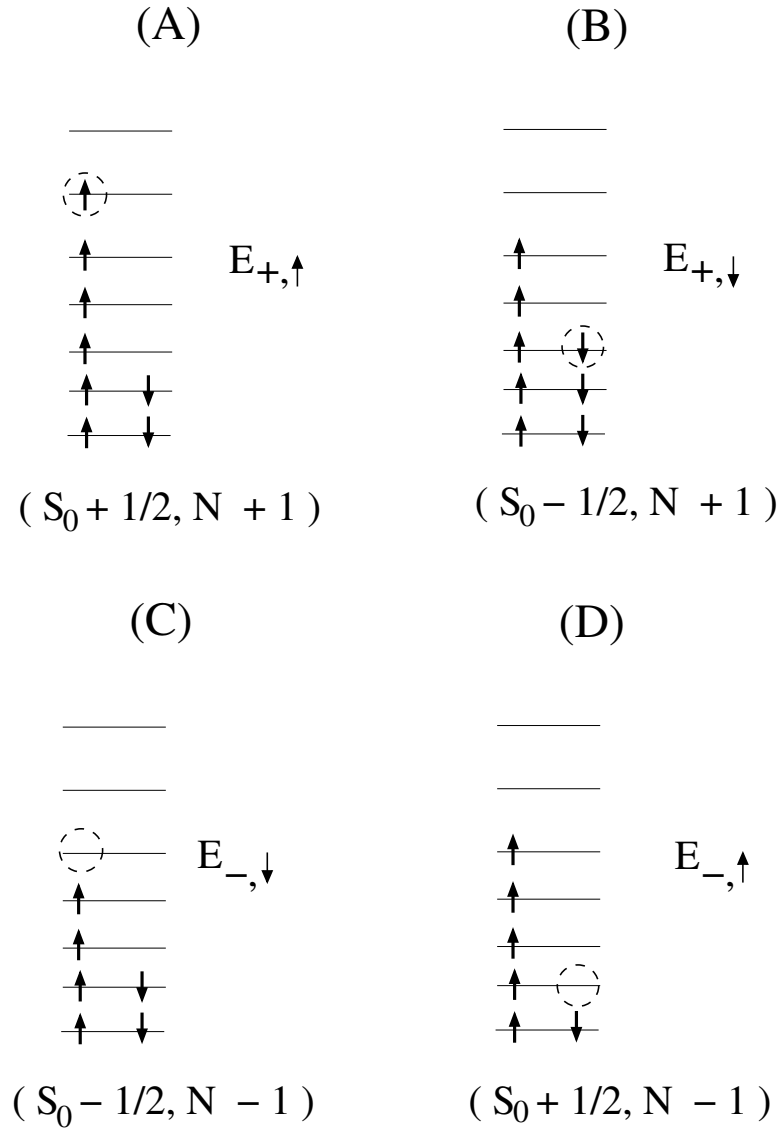 (A)
(B)
E+,↑
E+,↓
( S0 + 1/2, N + 1 )
( S0 − 1/2, N + 1 )
(C)
(D)
E−,↓
E−,↑
( S0 − 1/2, N − 1 )
( S0 + 1/2, N − 1 )